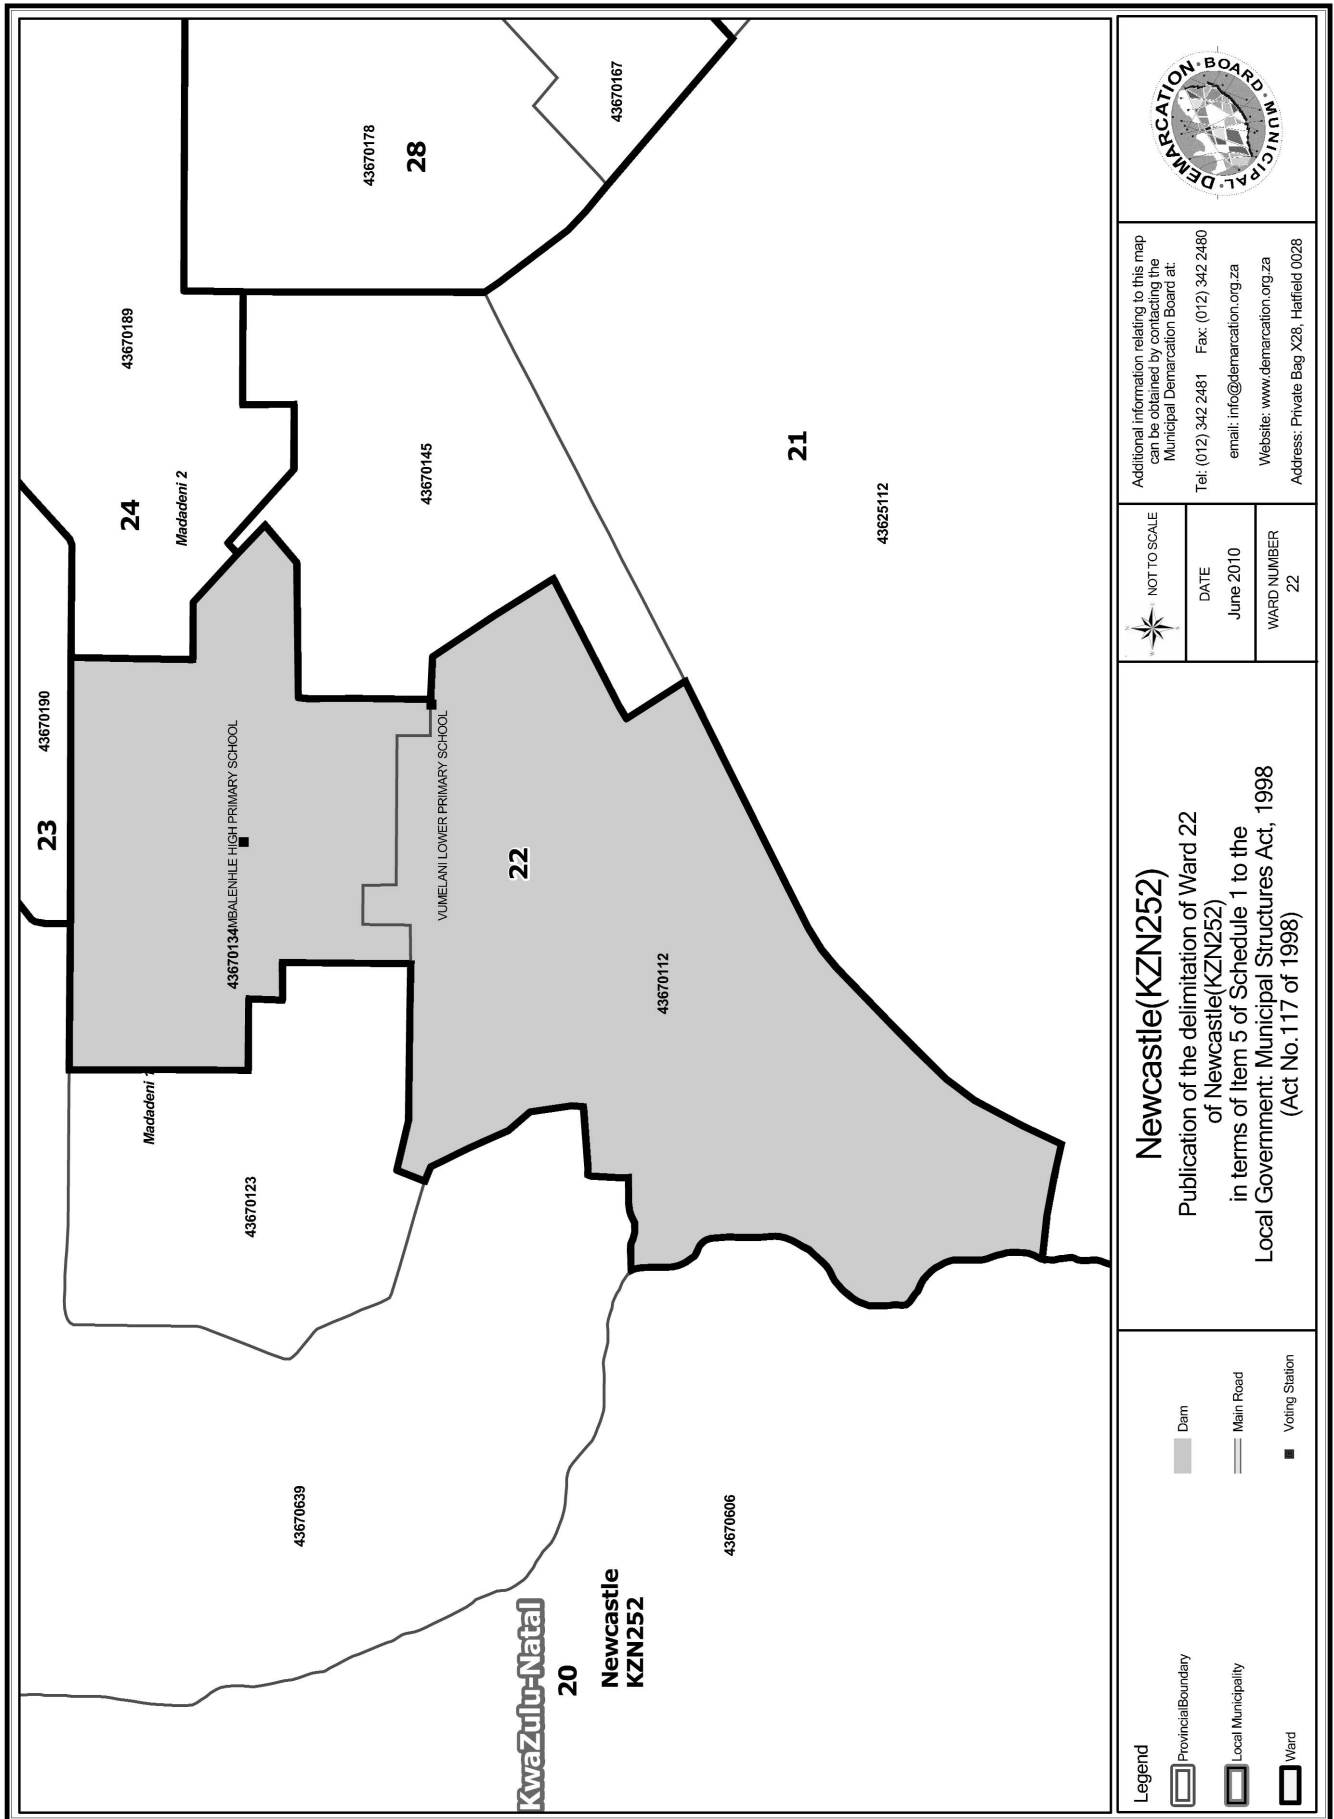 23
43670190
24
43670189
Madadeni 2
Madadeni 1
43670134
MBALENHLE HIGH PRIMARY SCHOOL
43670123
43670178
28
43670167
43670145
VUMELANI LOWER PRIMARY SCHOOL
22
43670639
43670112
21
43625112
KwaZulu-Natal
20
Newcastle
KZN252
43670606
Legend
ProvincialBoundary
Local Municipality
Ward
Dam
Main Road
Voting Station
Newcastle(KZN252)
Publication of the delimitation of Ward 22
of Newcastle(KZN252)
in terms of Item 5 of Schedule 1 to the
Local Government: Municipal Structures Act, 1998
(Act No.117 of 1998)
NOT TO SCALE
DATE
June 2010
WARD NUMBER
22
Additional information relating to this map
can be obtained by contacting the
Municipal Demarcation Board at:
Tel: (012) 342 2481 Fax: (012) 342 2480
email: info@demarcation.org.za
Website: www.demarcation.org.za
Address: Private Bag X28, Hatfield 0028
MUNICIPAL · DEMARCATION · BOARD ·